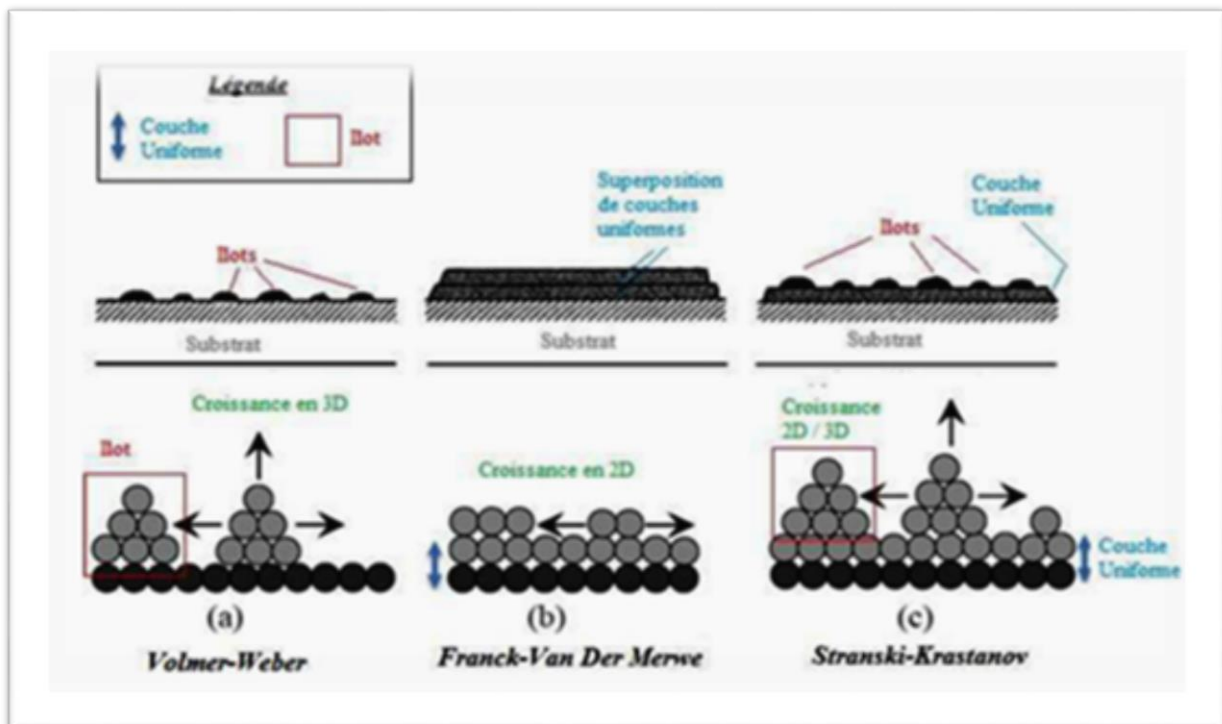 Légende
Couche
Uniforme
Ilot
Superposition
de couches
uniformes
Couche
Uniforme
Ilots
Ilots
Substrat
Substrat
Substrat
Croissance en 3D
Croissance
2D / 3D
Ilot
Croissance en 2D
Couche
Uniforme
(a)
(b)
(c)
Volmer-Weber
Franck-Van Der Merwe
Stranski-Krastanov